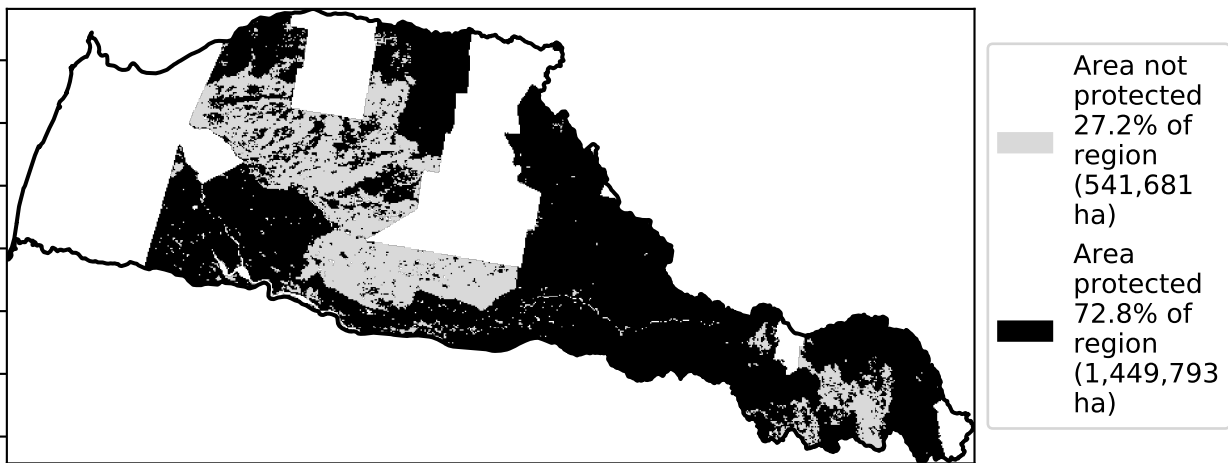 Area not
protected
27.2% of
region
(541,681
ha)
Area
protected
72.8% of
region
(1,449,793
ha)